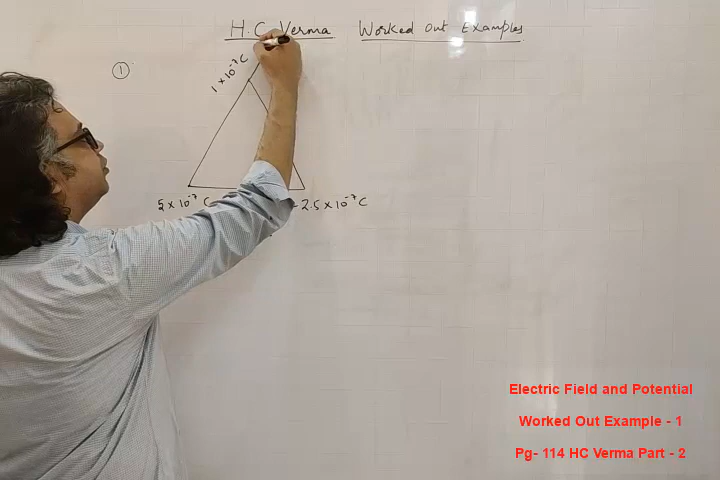 H.C Verma Worked Out Examples
①
1 × 10⁻⁷ C
5 × 10⁻⁷ C
- 2.5 × 10⁻⁷ C
Electric Field and Potential
Worked Out Example - 1
Pg- 114 HC Verma Part - 2